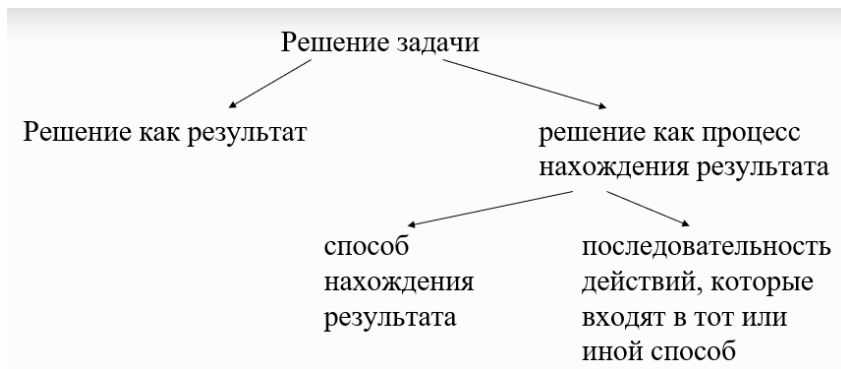 Решение задачи
Решение как результат
решение как процесс
нахождения результата
способ
нахождения
результата
последовательность
действий, которые
входят в тот или
иной способ